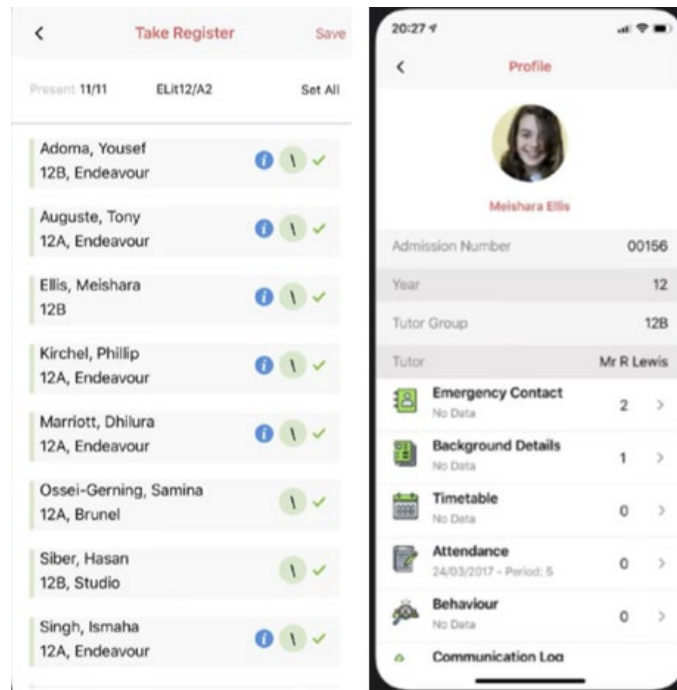 Take Register
Save
Present 11/11
ELit12/A2
Set All
Adoma, Yousef
12B, Endeavour
Auguste, Tony
12A, Endeavour
Ellis, Meishara
12B
Kirchel, Phillip
12A, Endeavour
Marriott, Dhilura
12A, Endeavour
Ossei-Gerning, Samina
12A, Brunel
Siber, Hasan
12B, Studio
Singh, Ismaha
12A, Endeavour
20:27
Profile
Meishara Ellis
Admission Number 00156
Year 12
Tutor Group 12B
Tutor Mr R Lewis
Emergency Contact
No Data
2
Background Details
No Data
1
Timetable
No Data
0
Attendance
24/03/2017 - Period: 5
0
Behaviour
No Data
0
Communication Log